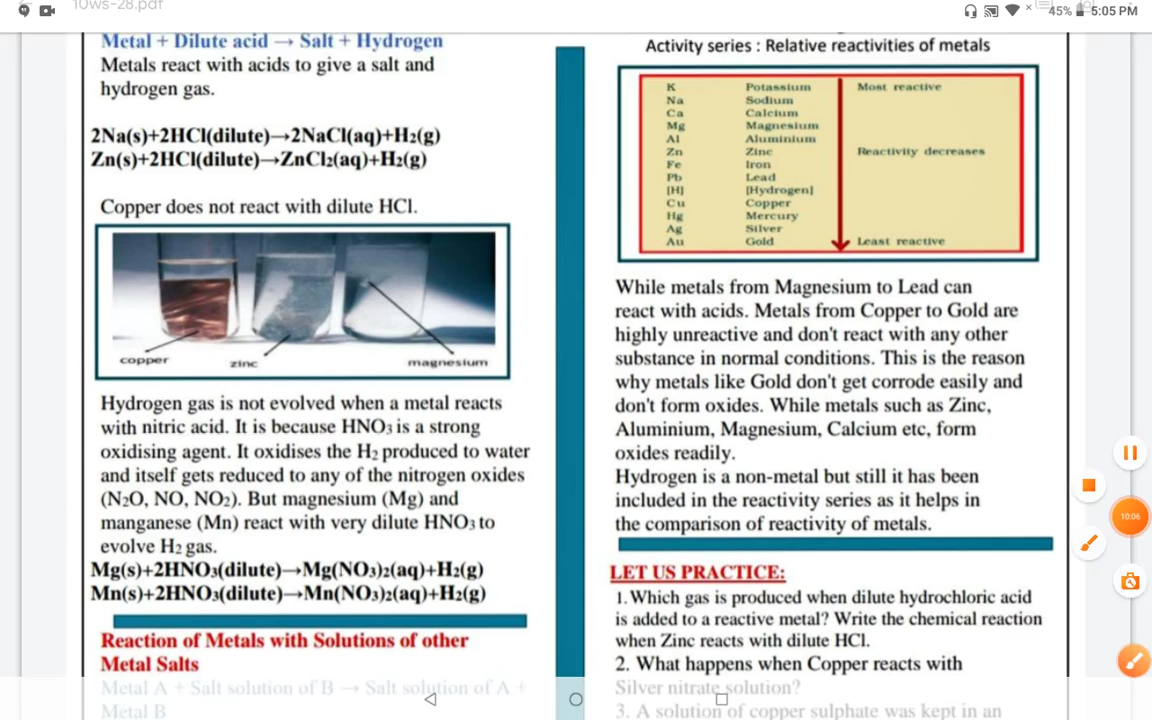 10ws-28.pdf
45% 5:05 PM
Metal + Dilute acid → Salt + Hydrogen
Metals react with acids to give a salt and
hydrogen gas.
2Na(s)+2HCl(dilute)→2NaCl(aq)+H₂(g)
Zn(s)+2HCl(dilute)→ZnCl₂(aq)+H₂(g)
Copper does not react with dilute HCl.
copper
zinc
magnesium
Hydrogen gas is not evolved when a metal reacts
with nitric acid. It is because HNO₃ is a strong
oxidising agent. It oxidises the H₂ produced to water
and itself gets reduced to any of the nitrogen oxides
(N₂O, NO, NO₂). But magnesium (Mg) and
manganese (Mn) react with very dilute HNO₃ to
evolve H₂ gas.
Mg(s)+2HNO₃(dilute)→Mg(NO₃)₂(aq)+H₂(g)
Mn(s)+2HNO₃(dilute)→Mn(NO₃)₂(aq)+H₂(g)
Reaction of Metals with Solutions of other
Metal Salts
Metal A + Salt solution of B → Salt solution of A +
Metal B
Activity series : Relative reactivities of metals
K Potassium Most reactive
Na Sodium
Ca Calcium
Mg Magnesium
Al Aluminium
Zn Zinc Reactivity decreases
Fe Iron
Pb Lead
[H] [Hydrogen]
Cu Copper
Hg Mercury
Ag Silver
Au Gold Least reactive
While metals from Magnesium to Lead can
react with acids. Metals from Copper to Gold are
highly unreactive and don't react with any other
substance in normal conditions. This is the reason
why metals like Gold don't get corrode easily and
don't form oxides. While metals such as Zinc,
Aluminium, Magnesium, Calcium etc, form
oxides readily.
Hydrogen is a non-metal but still it has been
included in the reactivity series as it helps in
the comparison of reactivity of metals.
LET US PRACTICE:
1. Which gas is produced when dilute hydrochloric acid
is added to a reactive metal? Write the chemical reaction
when Zinc reacts with dilute HCl.
2. What happens when Copper reacts with
Silver nitrate solution?
3. A solution of copper sulphate was kept in an
10:06